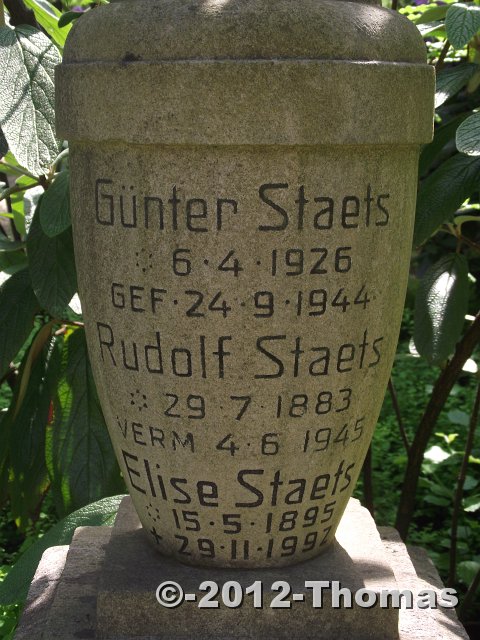 Günter Staets
6·4·1926
GEF·24·9·1944
Rudolf Staets
29·7·1883
VERM 4·6 1945
Elise Staets
15·5·1895
+ 29·11·1992
©-2012-Thomas